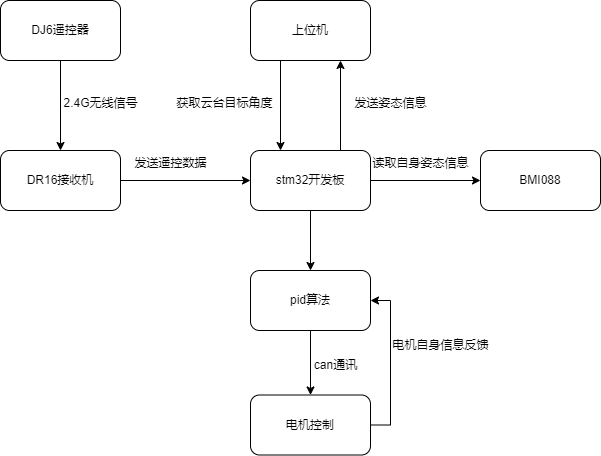 DJ6遥控器
上位机
2.4G无线信号
获取云台目标角度
发送姿态信息
DR16接收机
发送遥控数据
stm32开发板
读取自身姿态信息
BMI088
pid算法
电机自身信息反馈
can通讯
电机控制